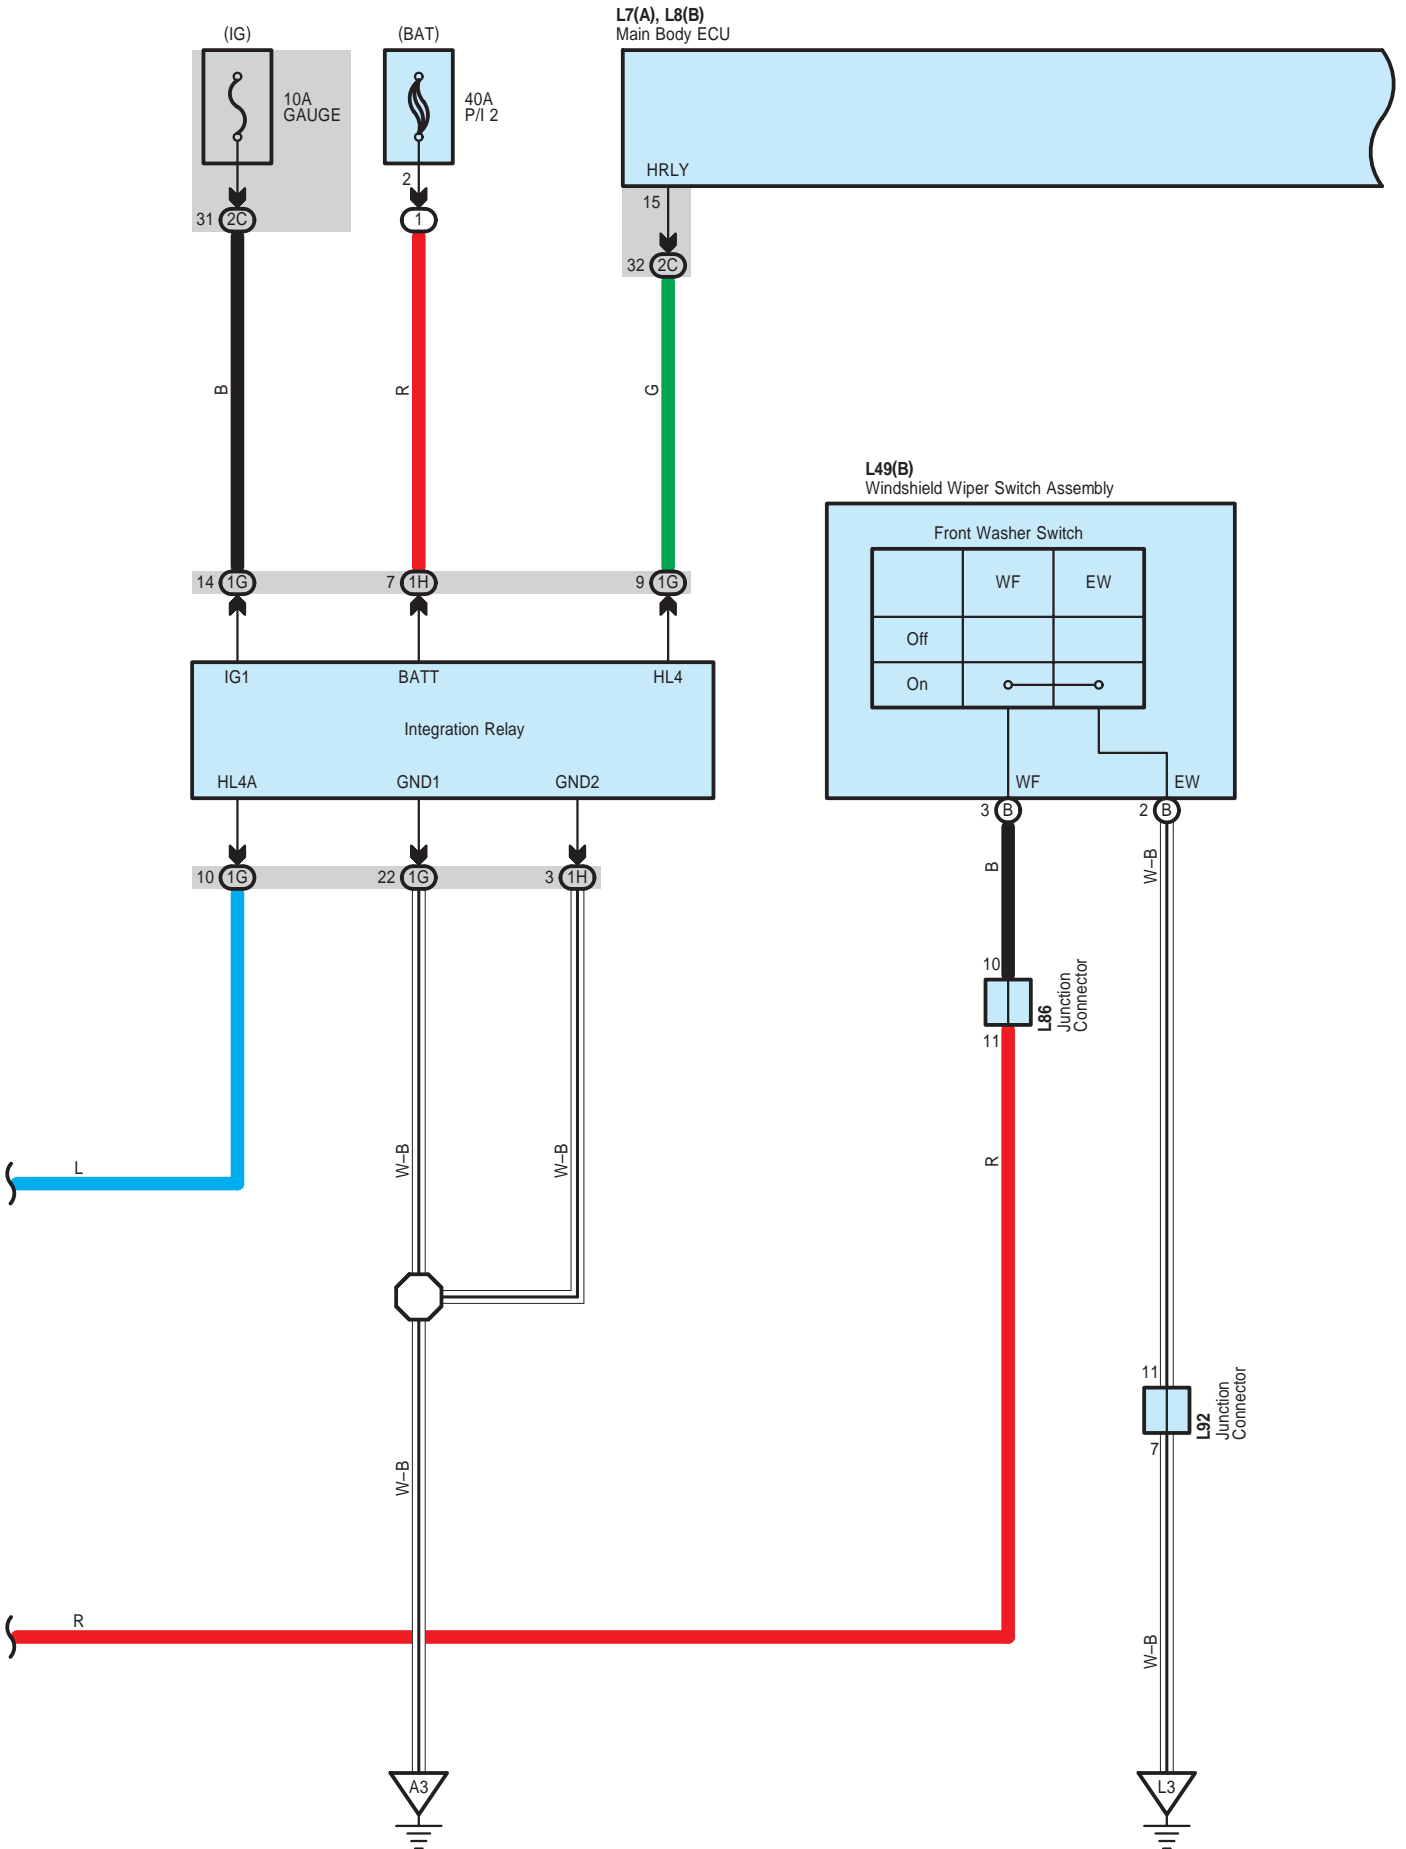 L7(A), L8(B)
Main Body ECU
(IG)
(BAT)
10A
GAUGE
40A
P/I 2
HRLY
2
15
31 2C
1
32 2C
B
R
G
L49(B)
Windshield Wiper Switch Assembly
Front Washer Switch
WF EW
Off
On
14 1G
7 1H
9 1G
IG1 BATT HL4
Integration Relay
HL4A GND1 GND2
WF EW
3 B
2 B
10 1G
22 1G
3 1H
B
W–B
10
L86
Junction
Connector
11
L
W–B
W–B
R
11
L92
Junction
Connector
7
W–B
R
W–B
A3
L3